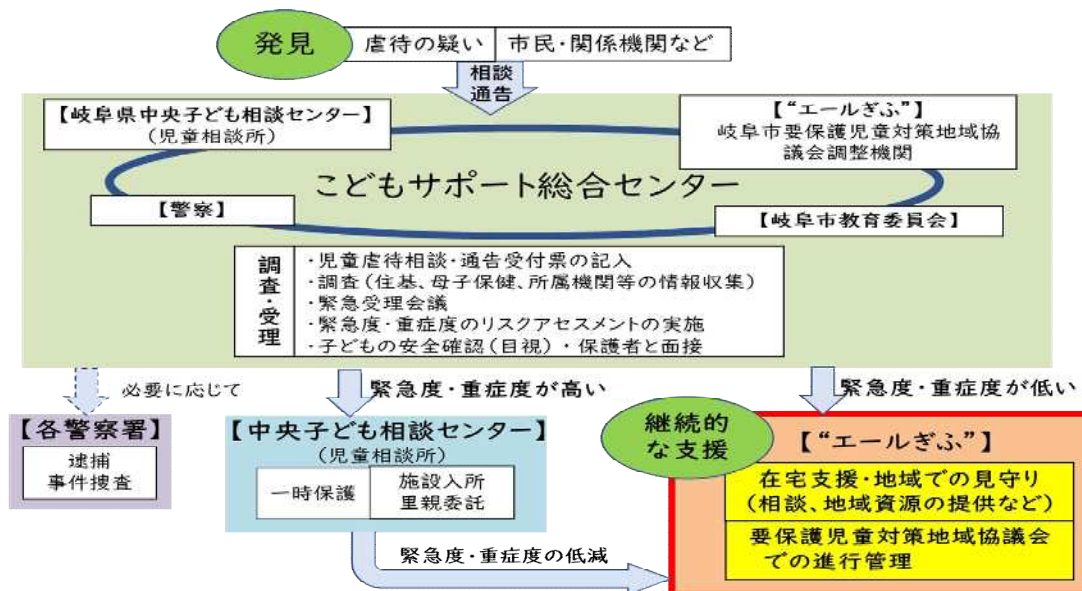 発見
虐待の疑い
市民・関係機関など
相談
通告
【岐阜県中央子ども相談センター】
(児童相談所)
【“エールぎふ”】
岐阜市要保護児童対策地域協
議会調整機関
こどもサポート総合センター
【警察】
【岐阜市教育委員会】
調査・受理
・児童虐待相談・通告受付票の記入
・調査(住基、母子保健、所属機関等の情報収集)
・緊急受理会議
・緊急度・重症度のリスクアセスメントの実施
・子どもの安全確認(目視)・保護者と面接
必要に応じて
緊急度・重症度が高い
緊急度・重症度が低い
【各警察署】
逮捕
事件捜査
【中央子ども相談センター】
(児童相談所)
一時保護
施設入所
里親委託
継続的
な支援
【“エールぎふ”】
在宅支援・地域での見守り
(相談、地域資源の提供など)
要保護児童対策地域協議会
での進行管理
緊急度・重症度の低減